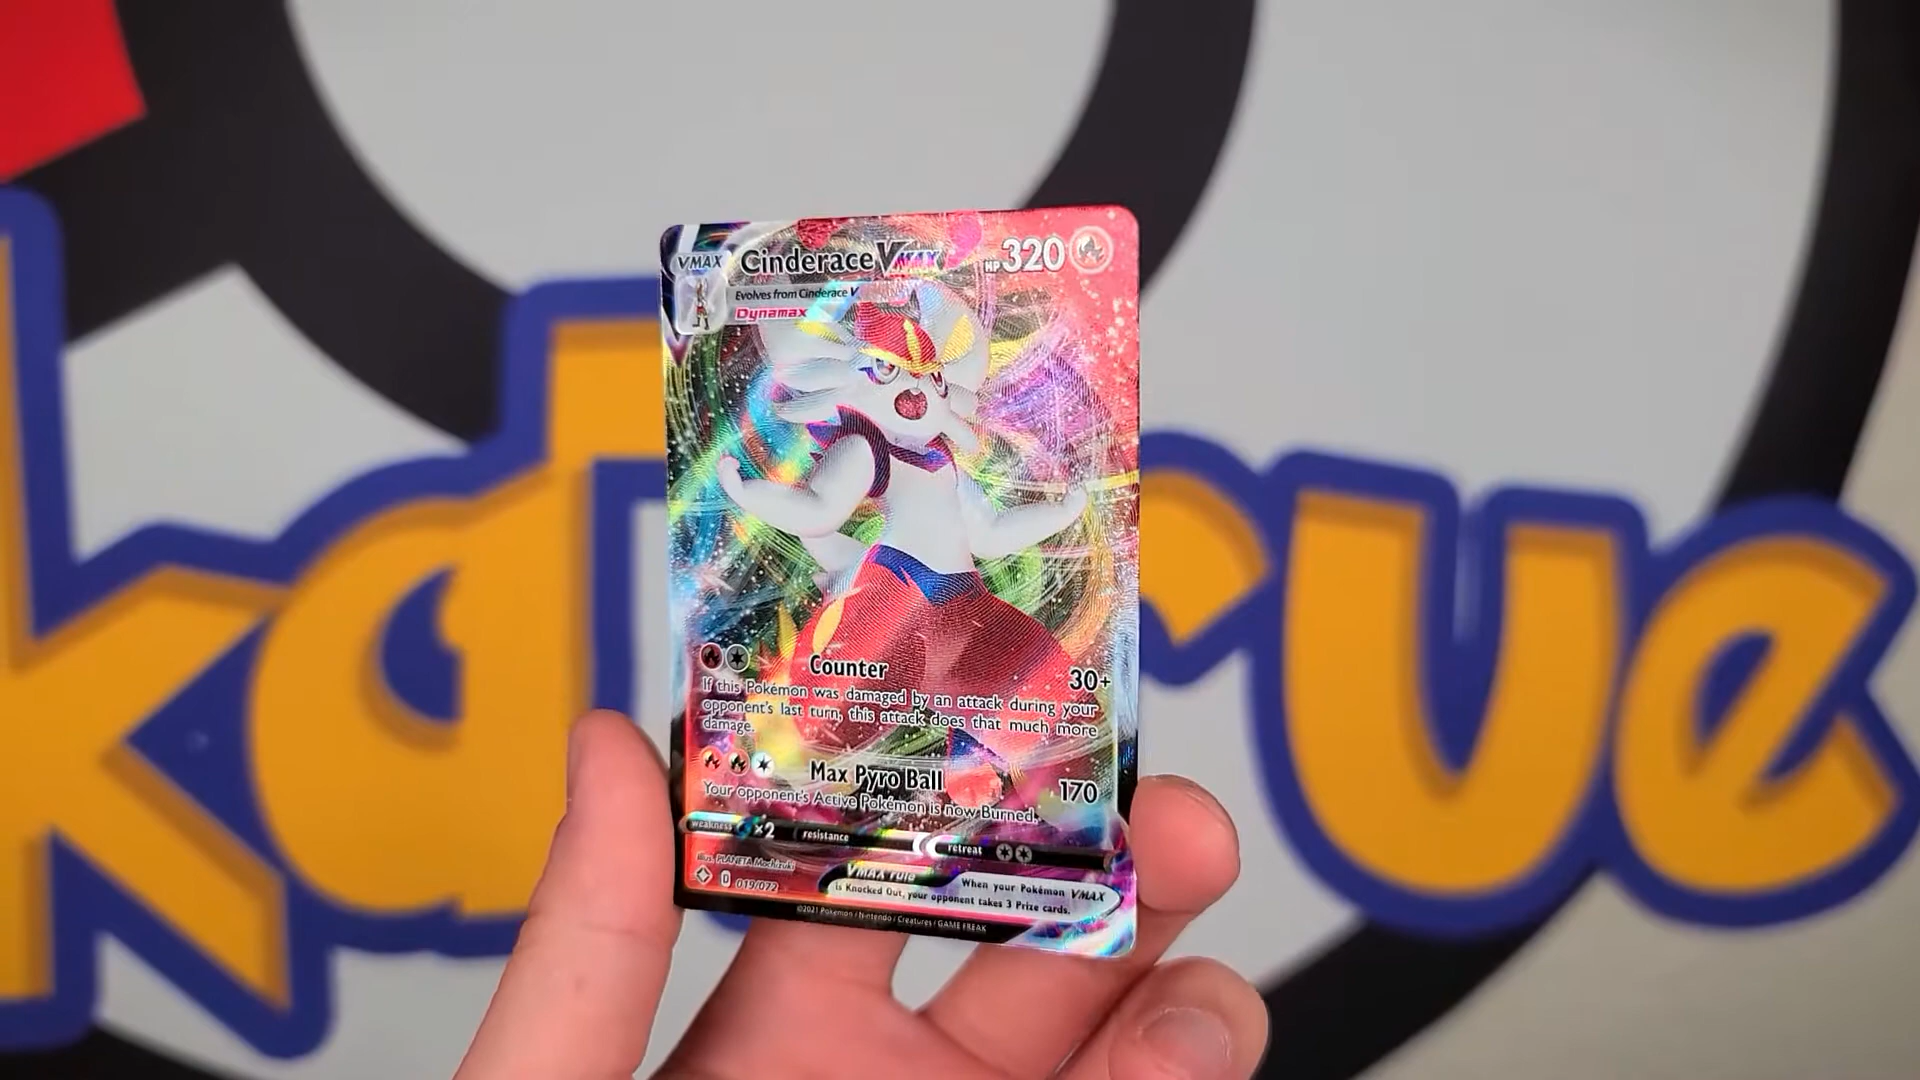 VMAX Cinderace VMAX HP 320
Evolves from Cinderace V
Dynamax
Counter 30+
If this Pokémon was damaged by an attack during your
opponent's last turn, this attack does that much more
damage.
Max Pyro Ball 170
Your opponent's Active Pokémon is now Burned.
weakness ×2 resistance retreat
Illus. PLANETA Mochizuki
D 019/072
VMAX rule When your Pokémon VMAX
is Knocked Out, your opponent takes 3 Prize cards.
©2021 Pokémon / Nintendo / Creatures / GAME FREAK